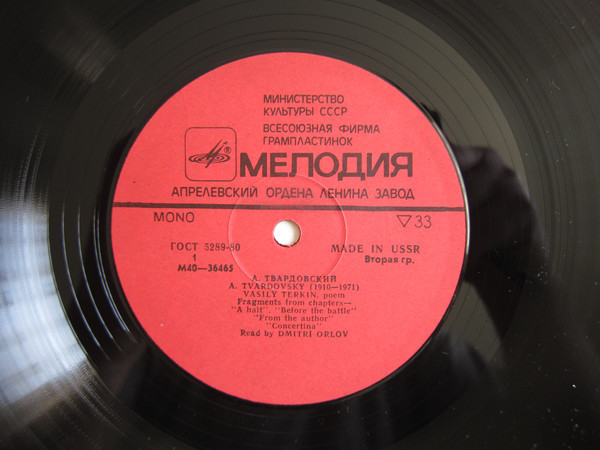 МИНИСТЕРСТВО
КУЛЬТУРЫ СССР
ВСЕСОЮЗНАЯ ФИРМА
ГРАМПЛАСТИНОК
® МЕЛОДИЯ
АПРЕЛЕВСКИЙ ОРДЕНА ЛЕНИНА ЗАВОД
MONO ▽33
ГОСТ 5289-80 MADE IN USSR
1 Вторая гр.
М40—36465
А. ТВАРДОВСКИЙ
A. TVARDOVSKY (1910—1971)
VASILY TERKIN, poem
Fragments from chapters—
"A halt", "Before the battle"
"From the author"
"Concertina"
Read by DMITRI ORLOV